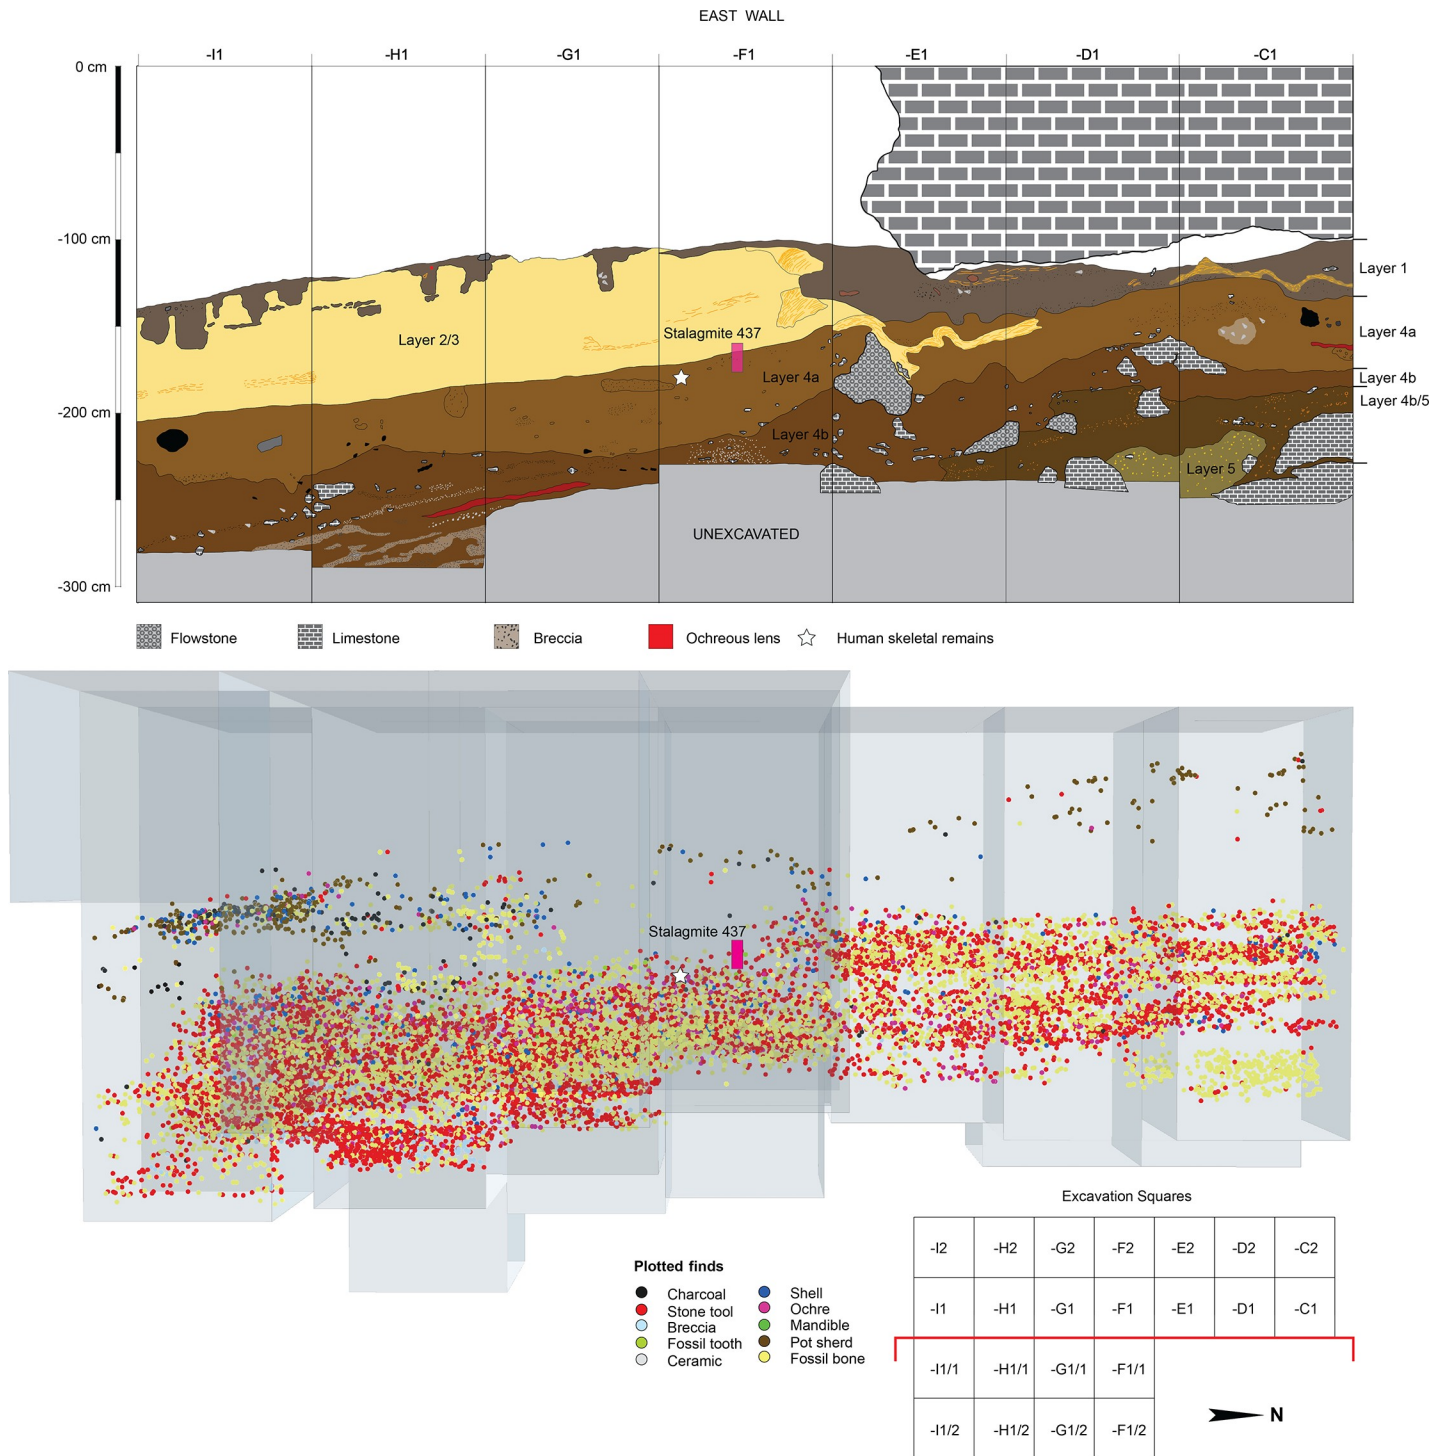 EAST WALL
-I1 -H1 -G1 -F1 -E1 -D1 -C1
0 cm
-100 cm
Layer 1
Stalagmite 437
Layer 4a
Layer 2/3
Layer 4a
Layer 4b
Layer 4b/5
-200 cm
Layer 4b
Layer 5
UNEXCAVATED
-300 cm
Flowstone Limestone Breccia Ochreous lens Human skeletal remains
Stalagmite 437
Excavation Squares
-I2 -H2 -G2 -F2 -E2 -D2 -C2
-I1 -H1 -G1 -F1 -E1 -D1 -C1
-I1/1 -H1/1 -G1/1 -F1/1
-I1/2 -H1/2 -G1/2 -F1/2
N
Plotted finds
Charcoal Shell
Stone tool Ochre
Breccia Mandible
Fossil tooth Pot sherd
Ceramic Fossil bone